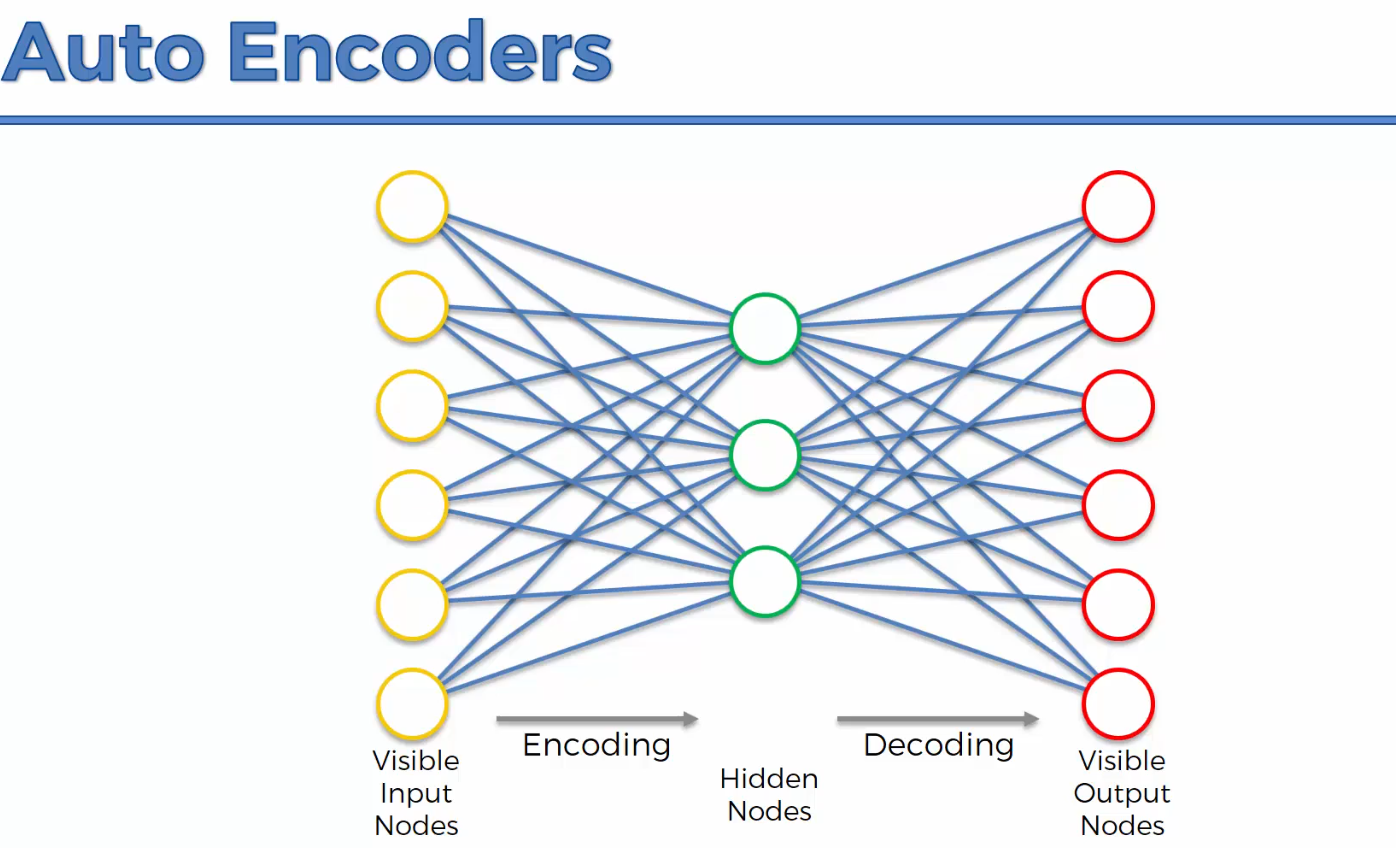 Auto Encoders
Encoding
Decoding
Visible
Input
Nodes
Hidden
Nodes
Visible
Output
Nodes